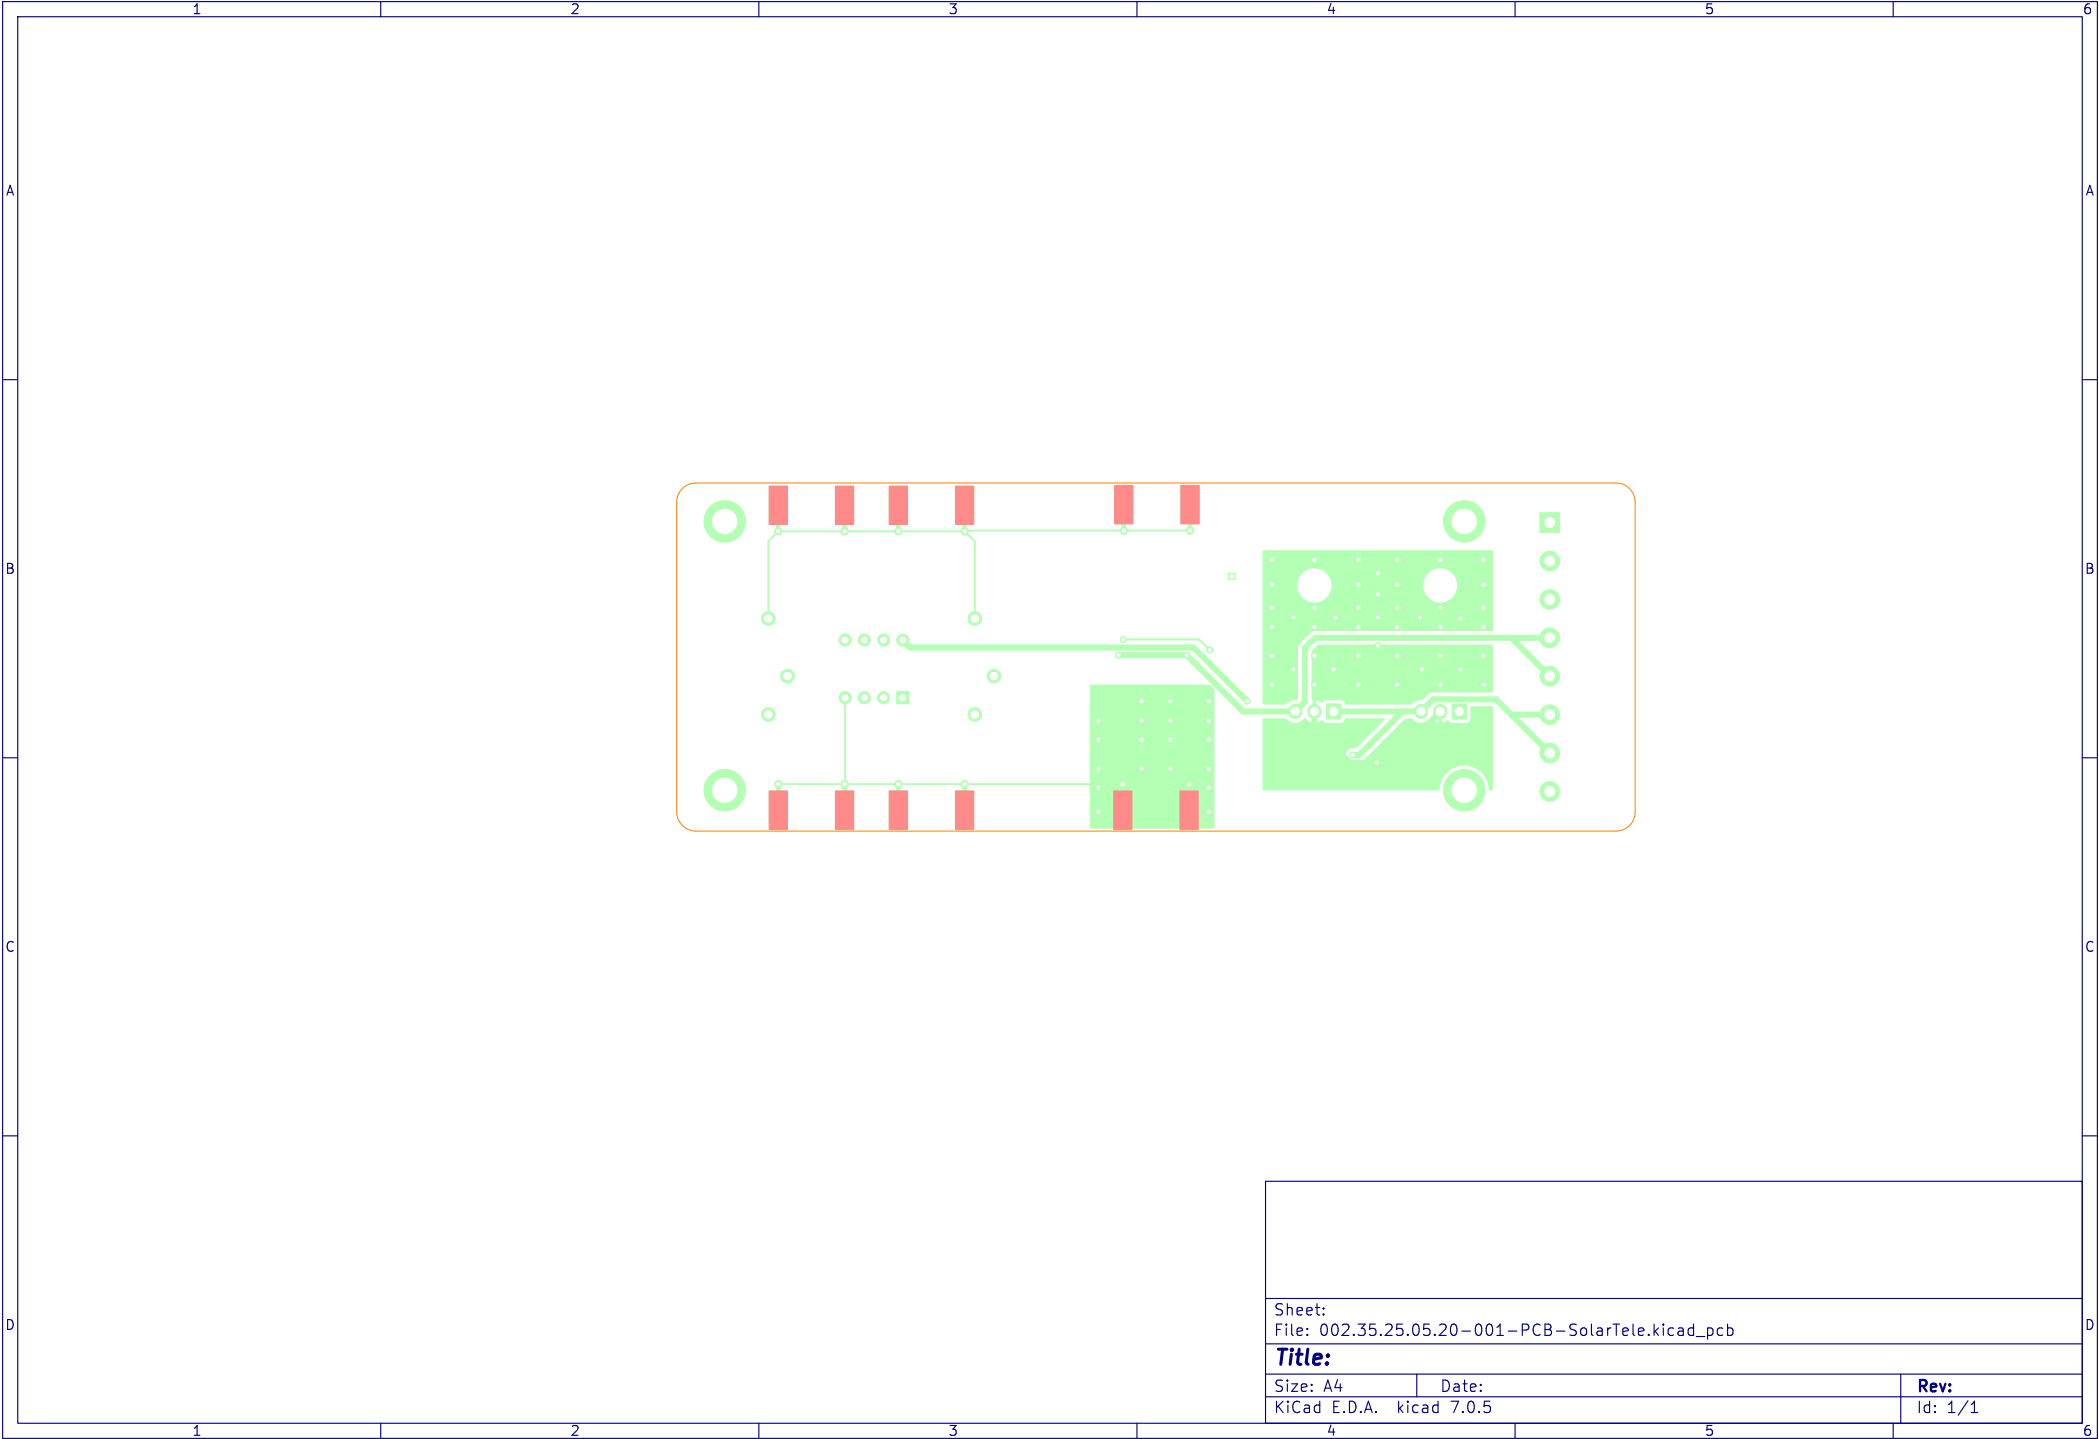 1 2 3 4 5 6
A A
B B
C C
Sheet:
File: 002.35.25.05.20-001-PCB-SolarTele.kicad_pcb
D D
Title:
Size: A4 Date: Rev:
KiCad E.D.A. kicad 7.0.5 Id: 1/1
1 2 3 4 5 6